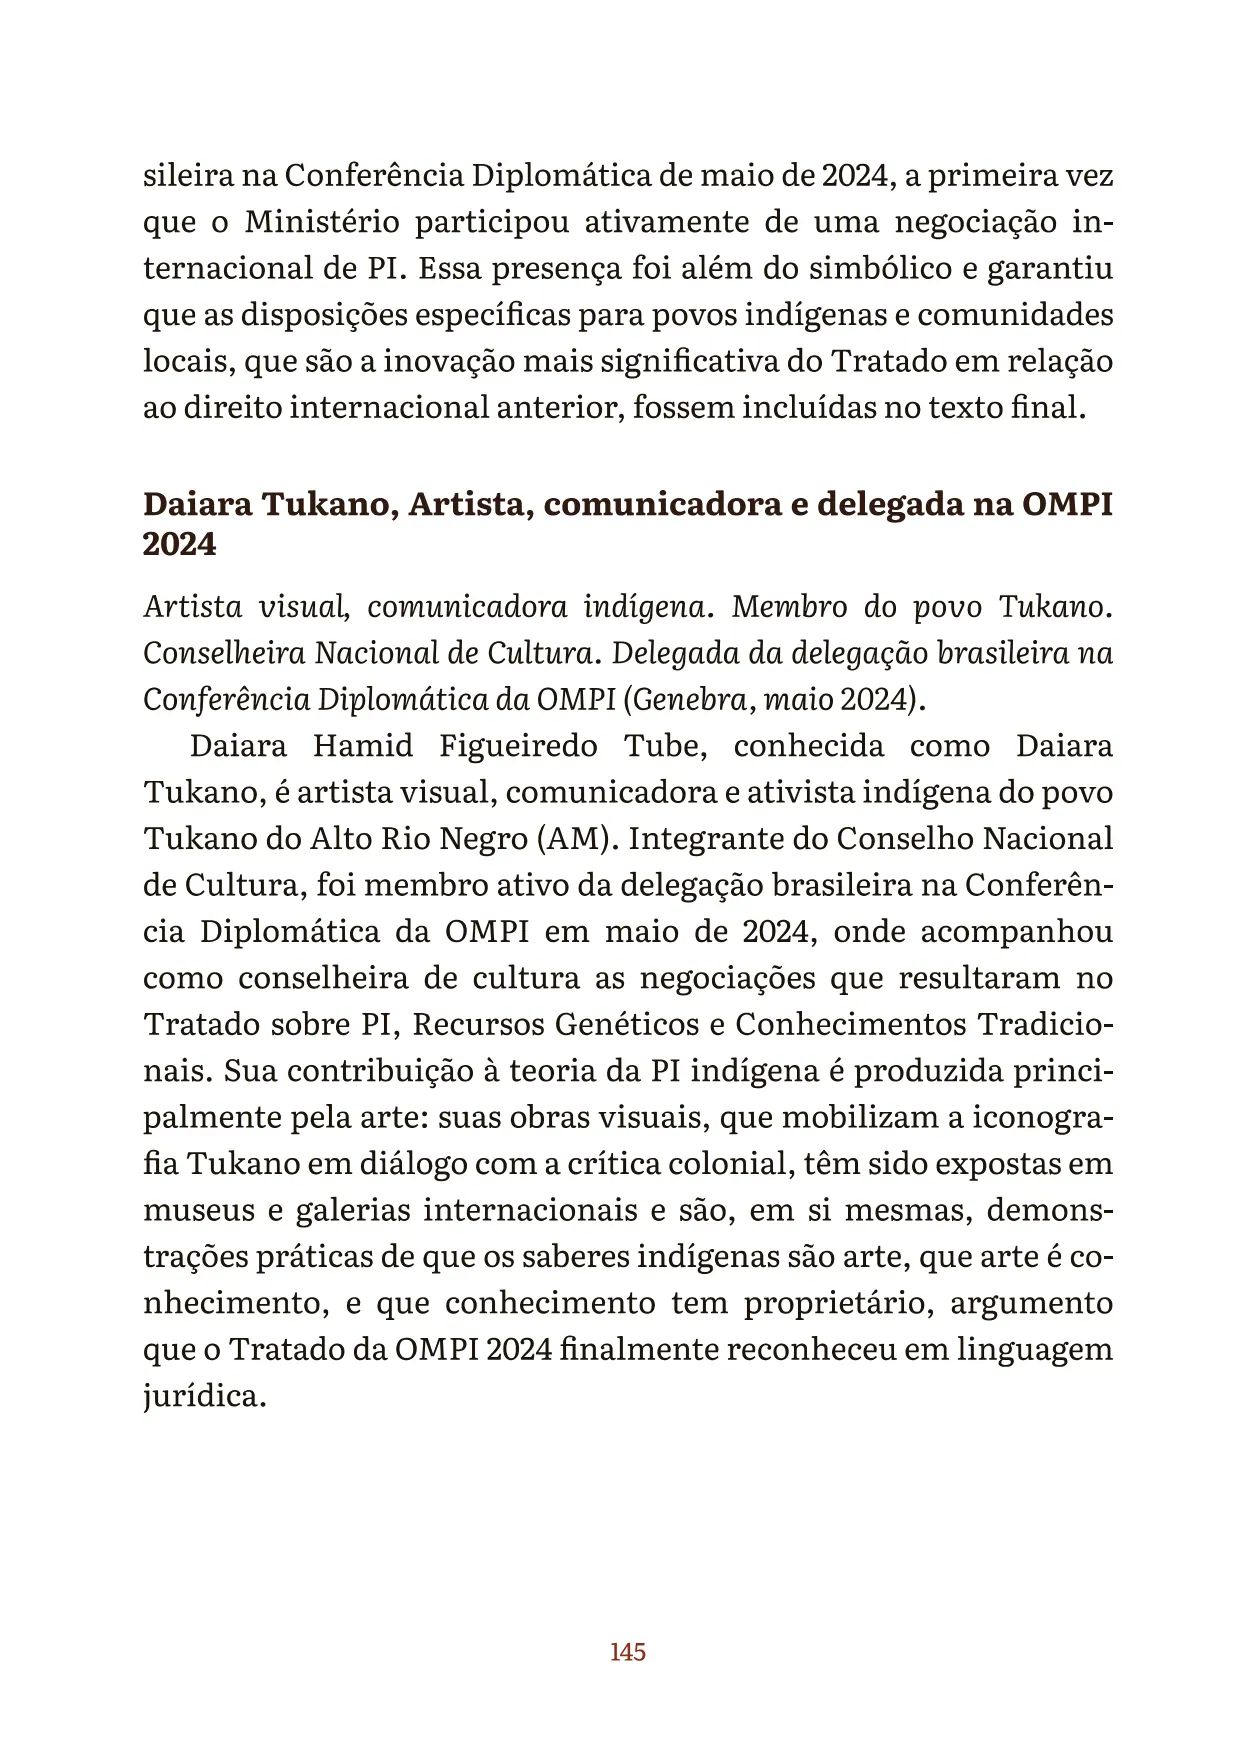 sileira na Conferência Diplomática de maio de 2024, a primeira vez
que o Ministério participou ativamente de uma negociação in-
ternacional de PI. Essa presença foi além do simbólico e garantiu
que as disposições específicas para povos indígenas e comunidades
locais, que são a inovação mais significativa do Tratado em relação
ao direito internacional anterior, fossem incluídas no texto final.
Daiara Tukano, Artista, comunicadora e delegada na OMPI
2024
Artista visual, comunicadora indígena. Membro do povo Tukano.
Conselheira Nacional de Cultura. Delegada da delegação brasileira na
Conferência Diplomática da OMPI (Genebra, maio 2024).
Daiara Hamid Figueiredo Tube, conhecida como Daiara
Tukano, é artista visual, comunicadora e ativista indígena do povo
Tukano do Alto Rio Negro (AM). Integrante do Conselho Nacional
de Cultura, foi membro ativo da delegação brasileira na Conferên-
cia Diplomática da OMPI em maio de 2024, onde acompanhou
como conselheira de cultura as negociações que resultaram no
Tratado sobre PI, Recursos Genéticos e Conhecimentos Tradicio-
nais. Sua contribuição à teoria da PI indígena é produzida princi-
palmente pela arte: suas obras visuais, que mobilizam a iconogra-
fia Tukano em diálogo com a crítica colonial, têm sido expostas em
museus e galerias internacionais e são, em si mesmas, demons-
trações práticas de que os saberes indígenas são arte, que arte é co-
nhecimento, e que conhecimento tem proprietário, argumento
que o Tratado da OMPI 2024 finalmente reconheceu em linguagem
jurídica.
145